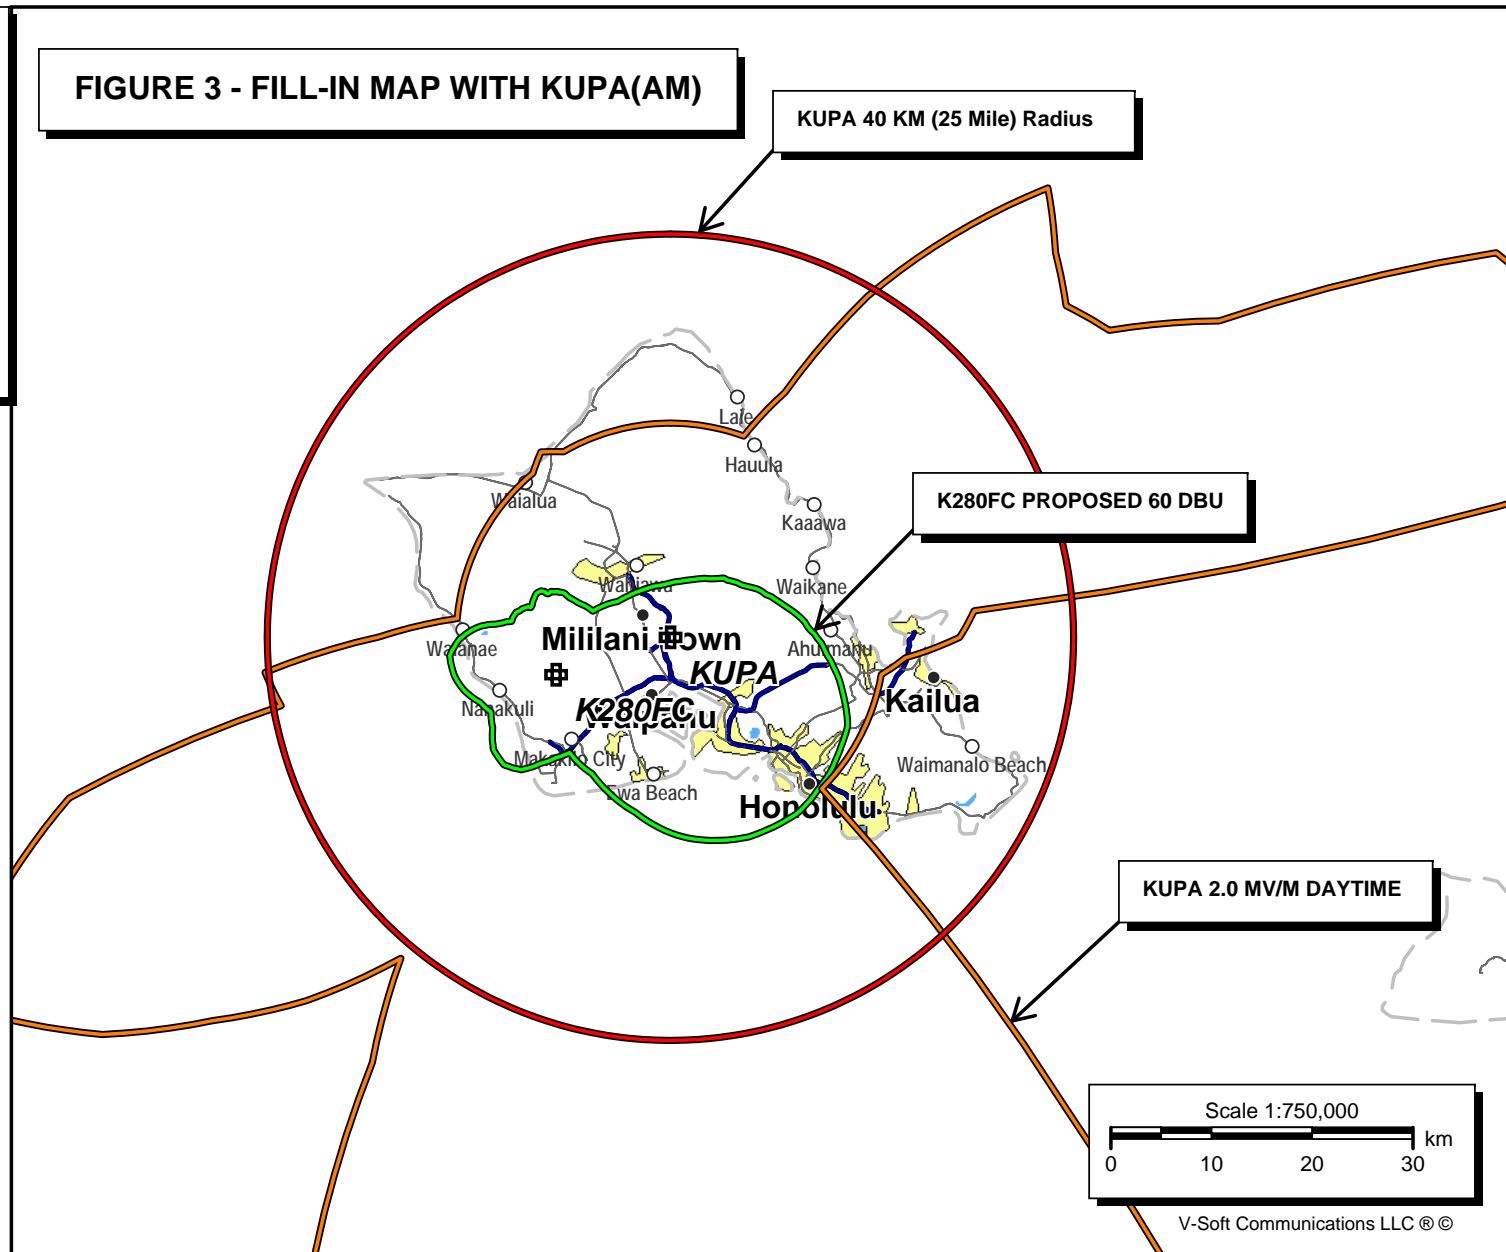 FIGURE 3 - FILL-IN MAP WITH KUPA(AM)
KUPA 40 KM (25 Mile) Radius
Laie
Hauula
K280FC PROPOSED 60 DBU
Waialua
Kaaawa
Wahiawa
Waikane
Mililani Town
Ahuimanu
Waianae
KUPA
Nanakuli
Kailua
K280FC
Waipahu
Makakilo City
Waimanalo Beach
Ewa Beach
Honolulu
KUPA 2.0 MV/M DAYTIME
Scale 1:750,000
km
0 10 20 30
V-Soft Communications LLC ® ©